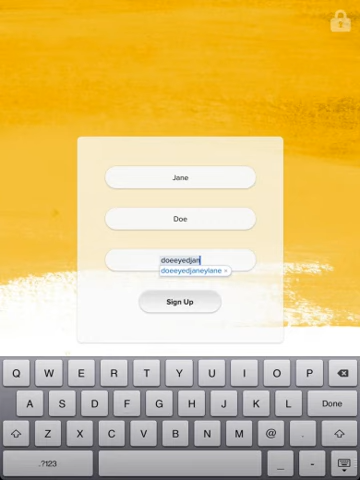 Jane
Doe
doeeyedjan
doeeyedjaneylane ×
Sign Up
Q W E R T Y U I O P
A S D F G H J K L Done
Z X C V B N M @ .
.?123 _ -